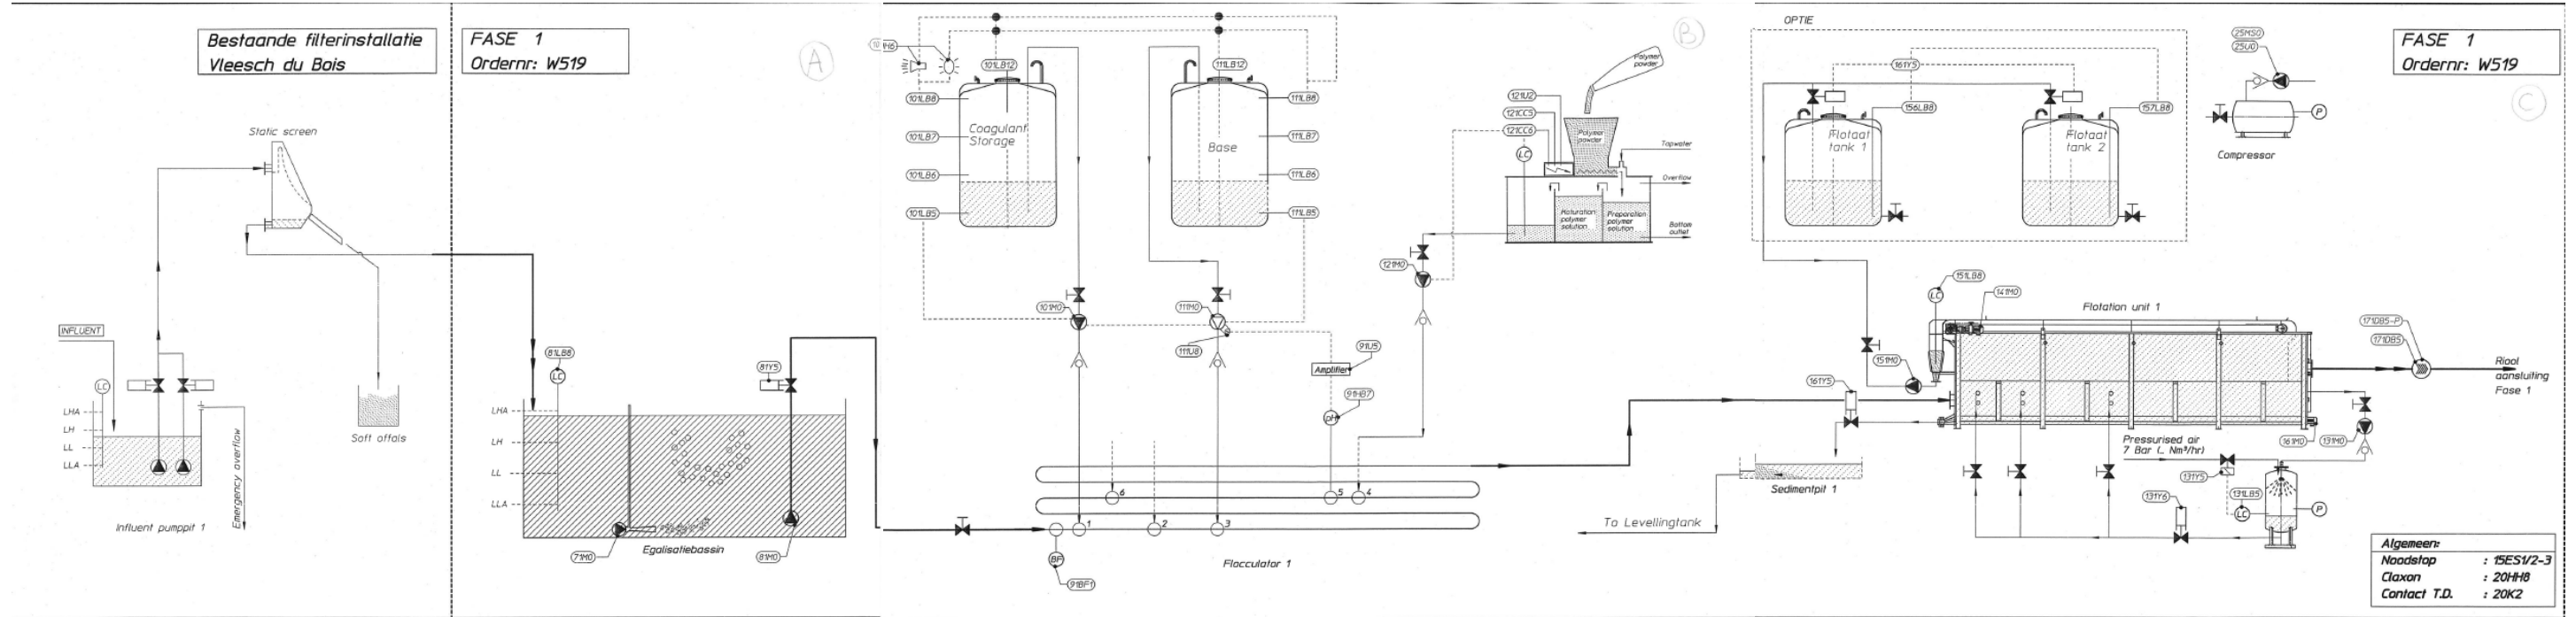 Bestaande filterinstallatie
Vleesch du Bois
FASE 1
Ordernr: W519
A
Static screen
INFLUENT
LC
LHA
LH
LL
LLA
Influent pumppit 1
Emergency overflow
Soft offals
81LB8
LC
LHA
LH
LL
LLA
71M0
Egalisatiebassin
81Y5
81M0
101LB12
101LB8
101LB7
101LB6
101LB5
Coagulant
Storage
111LB12
111LB8
111LB7
111LB6
111LB5
Base
101M0
111M0
111U8
91U5
Amplifier
91HB7
pH
B
Polymer
powder
121U2
121CC5
121CC6
LC
Polymer
powder
Tapwater
Overflow
Maturation
polymer
solution
Preparation
polymer
solution
Bottom
outlet
121M0
6
5
4
1
2
3
BF
91BF1
Flocculator 1
To Levellingtank
Sedimentpit 1
OPTIE
161Y5
156LB8
157LB8
Flotaat
tank 1
Flotaat
tank 2
25MS0
25U0
P
Compressor
FASE 1
Ordernr: W519
C
151LB8
LC
141M0
Flotation unit 1
151M0
161Y5
171DB5-P
171DB5
Riool
aansluiting
Fase 1
161M0
131M0
Pressurised air
7 Bar (_ Nm³/hr)
131Y5
131Y6
131LB5
LC
P
Algemeen:
Noodstop : 15ES1/2-3
Claxon : 20HH8
Contact T.D. : 20K2